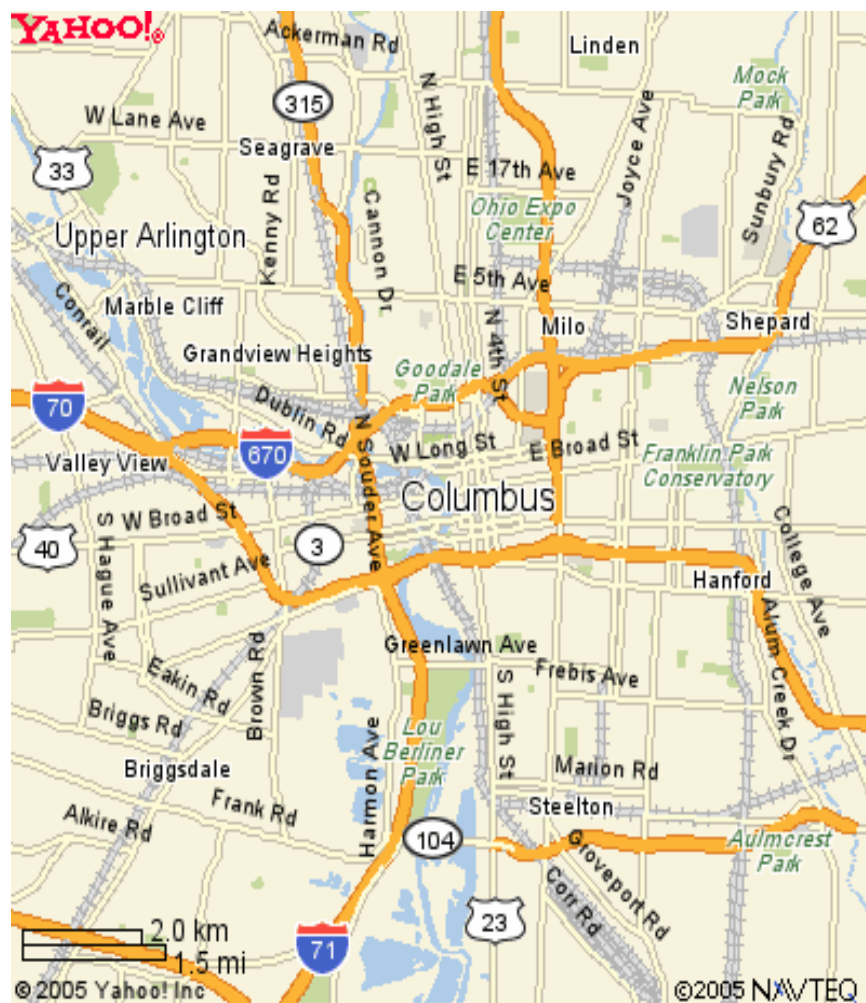 YAHOO!®
Ackerman Rd
Linden
Mock
Park
315
N High St
W Lane Ave
33
Seagrave
E 17th Ave
Joyce Ave
Sunbury Rd
Kenny Rd
Cannon Dr
Ohio Expo
Center
62
Upper Arlington
Conrail
Marble Cliff
E 5th Ave
N 4th St
Milo
Shepard
Grandview Heights
Goodale
Park
Nelson
Park
70
Dublin Rd
N Souder Ave
670
W Long St
E Broad St
Franklin Park
Conservatory
Valley View
Columbus
W Broad St
40
S Hague Ave
3
College Ave
Sullivant Ave
Hanford
Alum Creek Dr
Greenlawn Ave
Eakin Rd
Brown Rd
Frebis Ave
S High St
Briggs Rd
Harmon Ave
Lou
Berliner
Park
Briggsdale
Marion Rd
Frank Rd
Steelton
Alkire Rd
104
Groveport Rd
Aulmcrest
Park
Corr Rd
23
2.0 km
1.5 mi
71
©2005 Yahoo! Inc
©2005 NAVTEQ